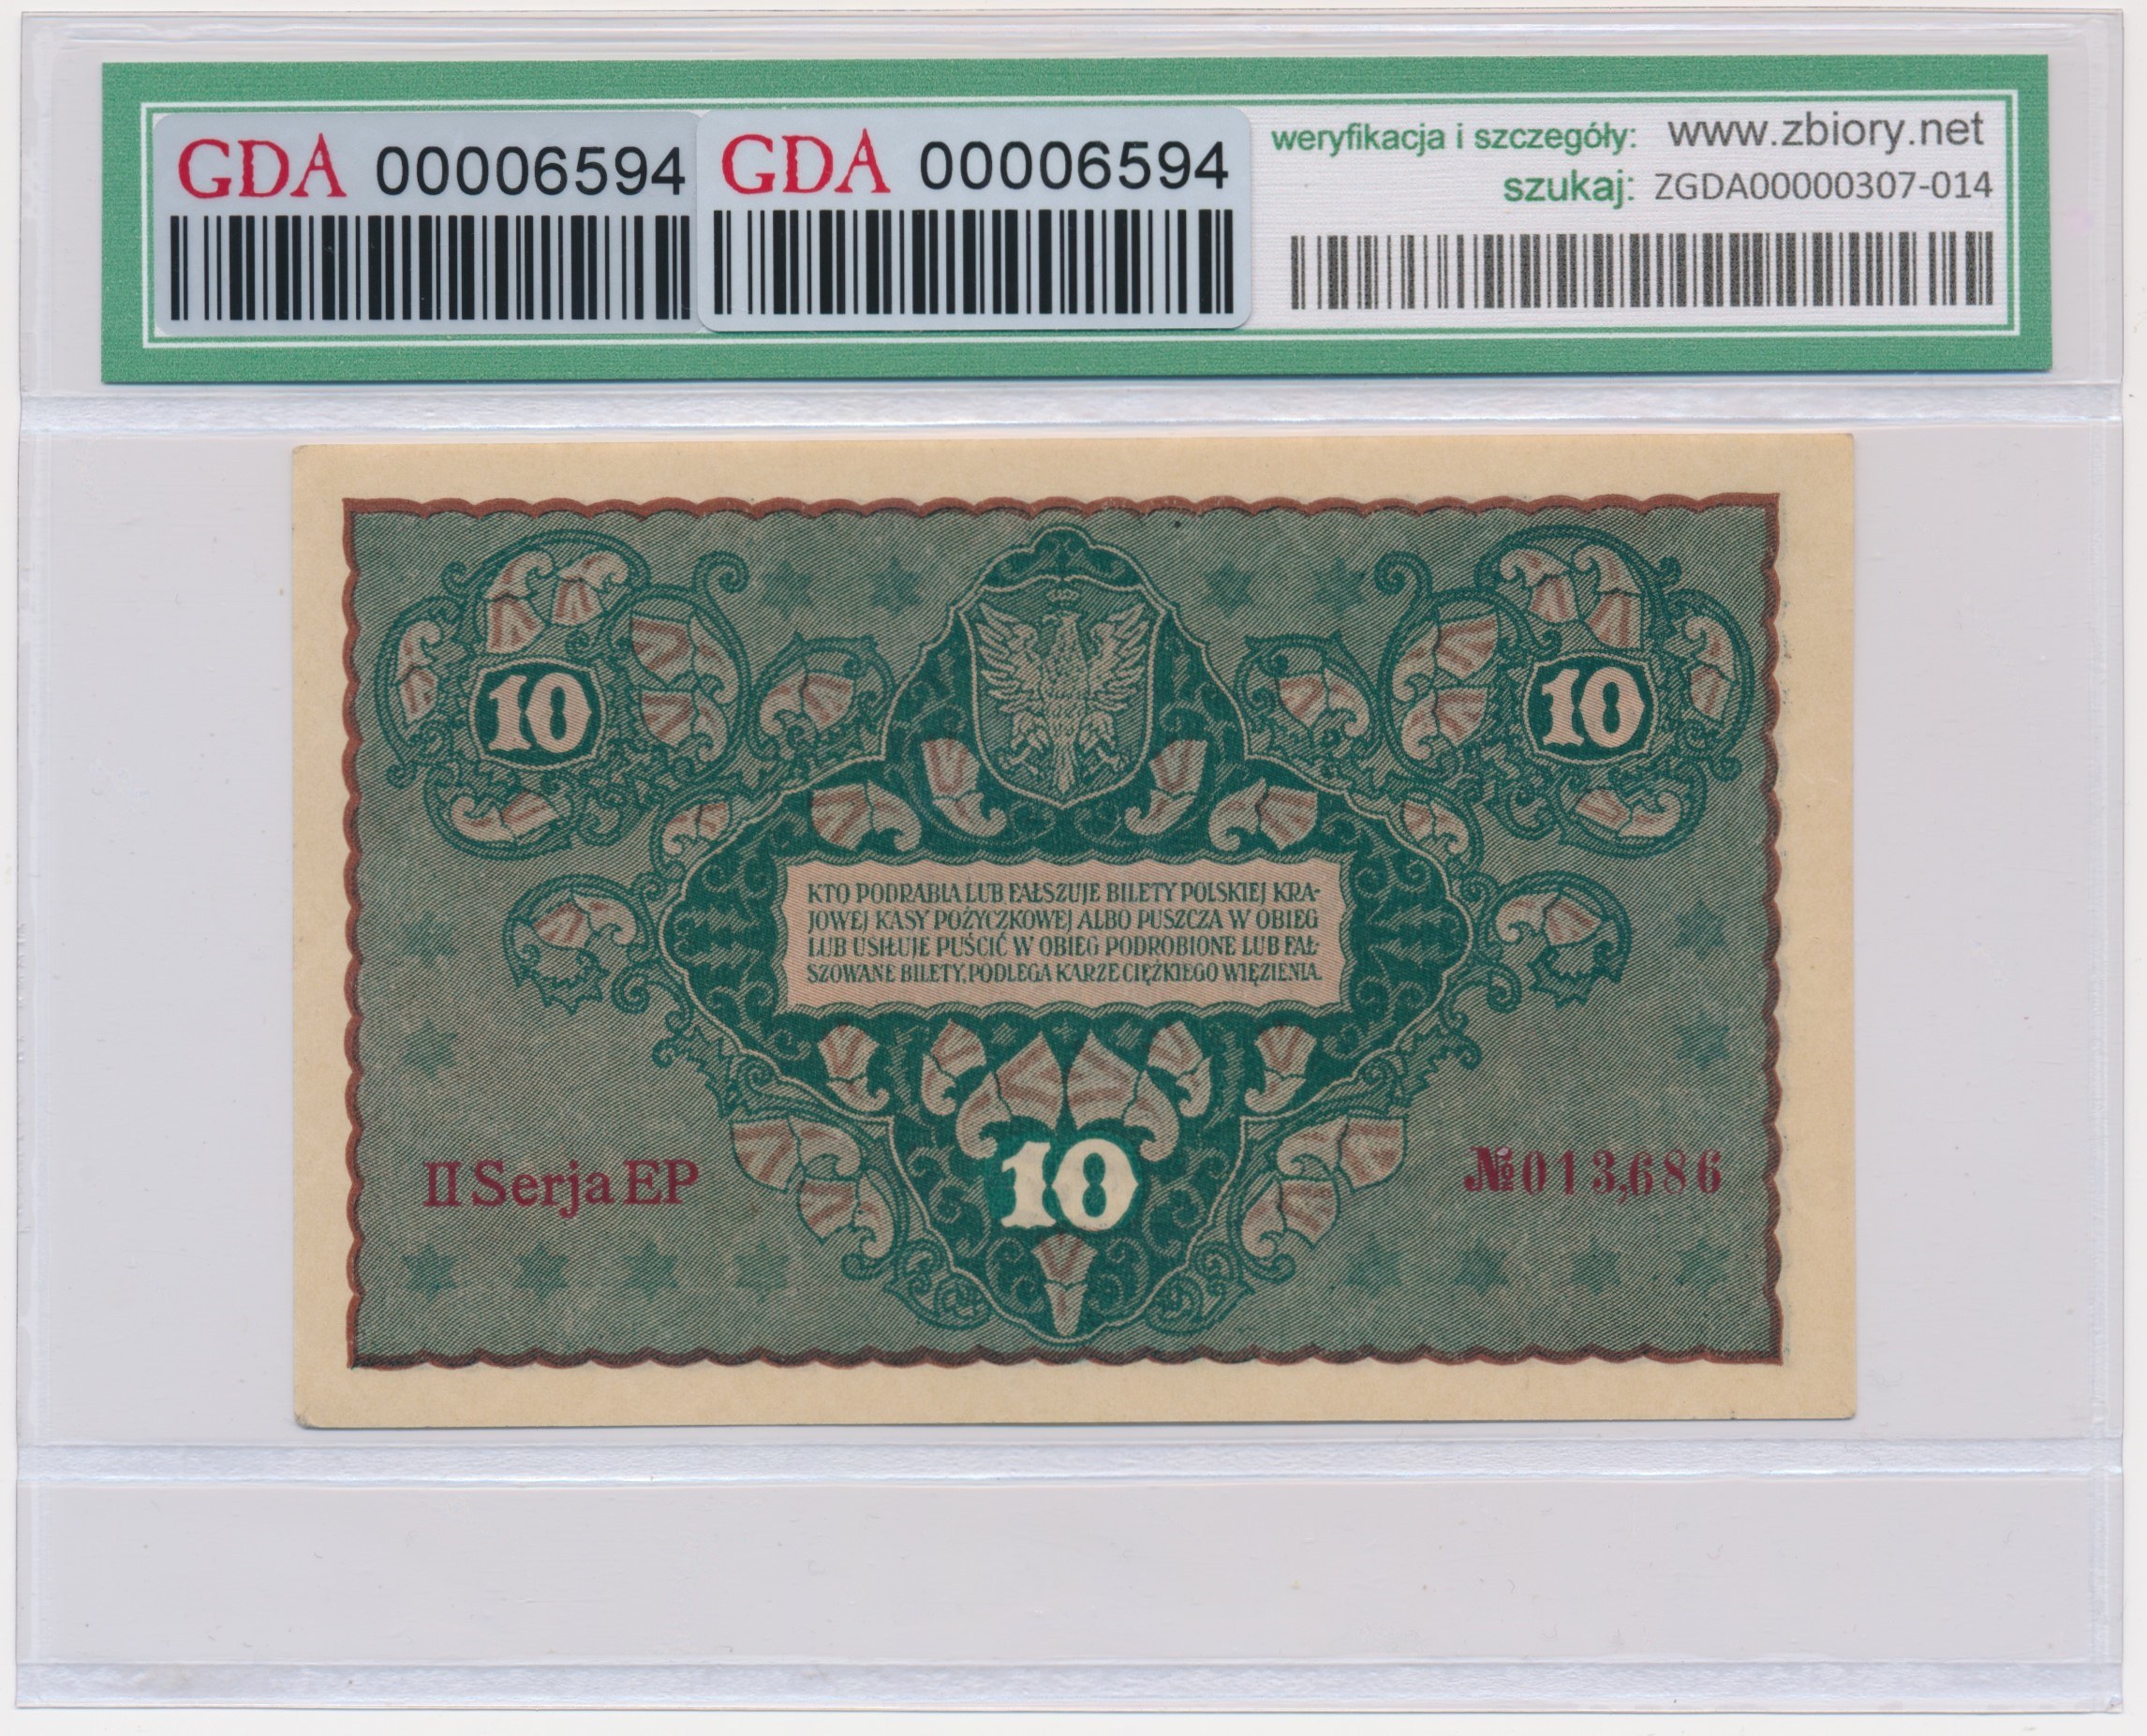 GDA 00006594
GDA 00006594
weryfikacja i szczegóły: www.zbiory.net
szukaj: ZGDA00000307-014
10
10
KTO PODRABIA LUB FAŁSZUJE BILETY POLSKIEJ KRA-
JOWEJ KASY POŻYCZKOWEJ ALBO PUSZCZA W OBIEG
LUB USIŁUJE PUŚCIĆ W OBIEG PODROBIONE LUB FAŁ-
SZOWANE BILETY, PODLEGA KARZE CIĘŻKIEGO WIĘZIENIA.
II Serja EP
10
№ 013,686